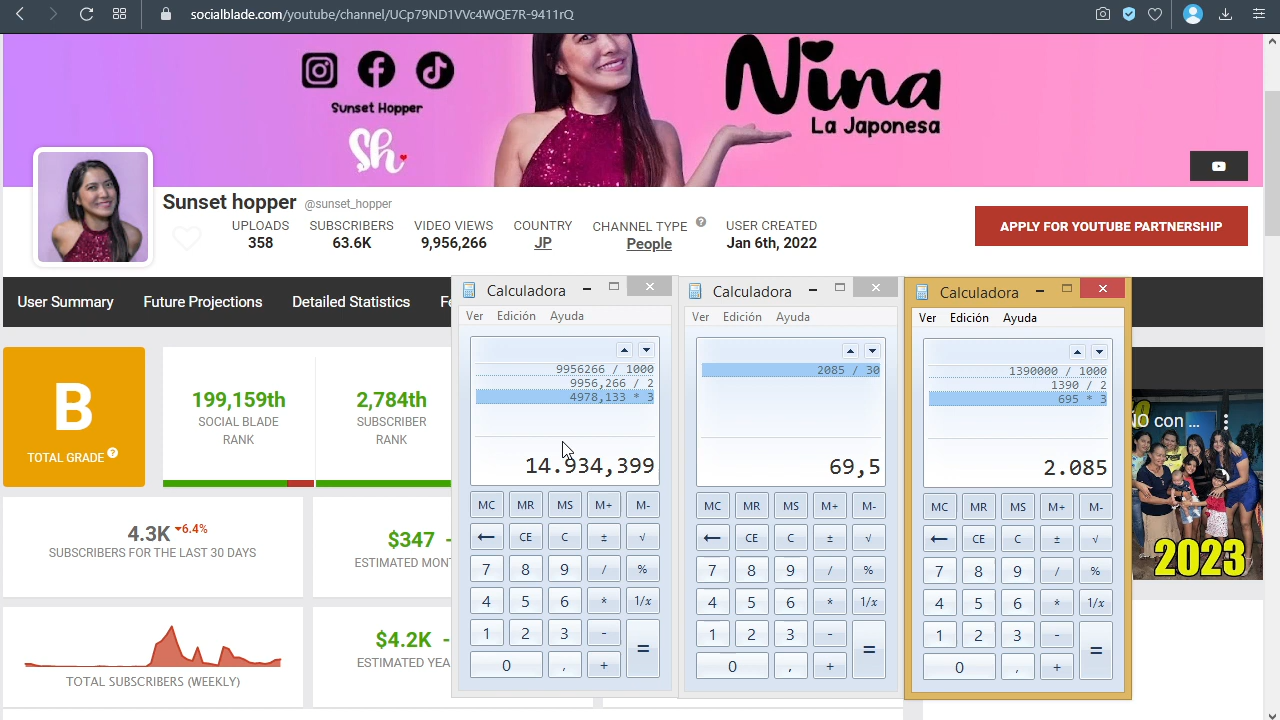 socialblade.com/youtube/channel/UCp79ND1VVc4WQE7R-9411rQ
Sunset Hopper
Sh
Nina
La Japonesa
Sunset hopper @sunset_hopper
UPLOADS
358
SUBSCRIBERS
63.6K
VIDEO VIEWS
9,956,266
COUNTRY
JP
CHANNEL TYPE ?
People
USER CREATED
Jan 6th, 2022
APPLY FOR YOUTUBE PARTNERSHIP
User Summary
Future Projections
Detailed Statistics
B
TOTAL GRADE ?
199,159th
SOCIAL BLADE
RANK
2,784th
SUBSCRIBER
RANK
4.3K -6.4%
SUBSCRIBERS FOR THE LAST 30 DAYS
$347 -
ESTIMATED MON
TOTAL SUBSCRIBERS (WEEKLY)
$4.2K -
ESTIMATED YEA
Calculadora
Ver Edición Ayuda
9956266 / 1000
9956,266 / 2
4978,133 * 3
14.934,399
MC MR MS M+ M-
← CE C ± √
7 8 9 / %
4 5 6 * 1/x
1 2 3 - =
0 , +
Calculadora
Ver Edición Ayuda
2085 / 30
69,5
MC MR MS M+ M-
← CE C ± √
7 8 9 / %
4 5 6 * 1/x
1 2 3 - =
0 , +
Calculadora
Ver Edición Ayuda
1390000 / 1000
1390 / 2
695 * 3
2.085
MC MR MS M+ M-
← CE C ± √
7 8 9 / %
4 5 6 * 1/x
1 2 3 - =
0 , +
ÑO con ...
2023